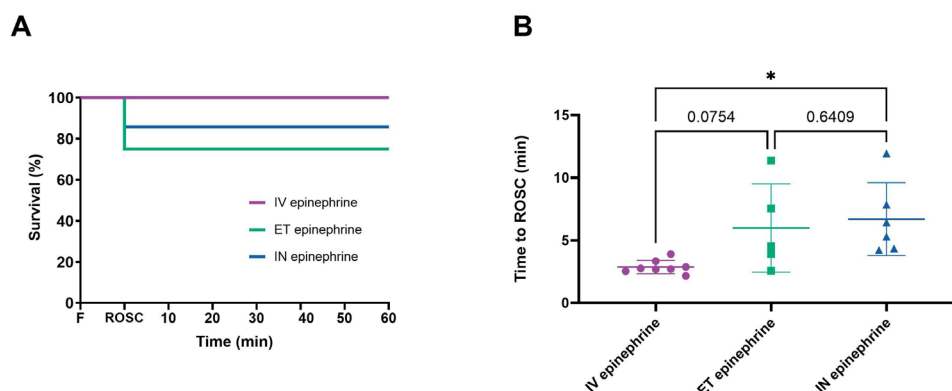 A
Survival (%)
100
80
60
40
20
0
IV epinephrine
ET epinephrine
IN epinephrine
F ROSC 10 20 30 40 50 60
Time (min)
B
Time to ROSC (min)
15
10
5
0
*
0.0754
0.6409
IV epinephrine
ET epinephrine
IN epinephrine